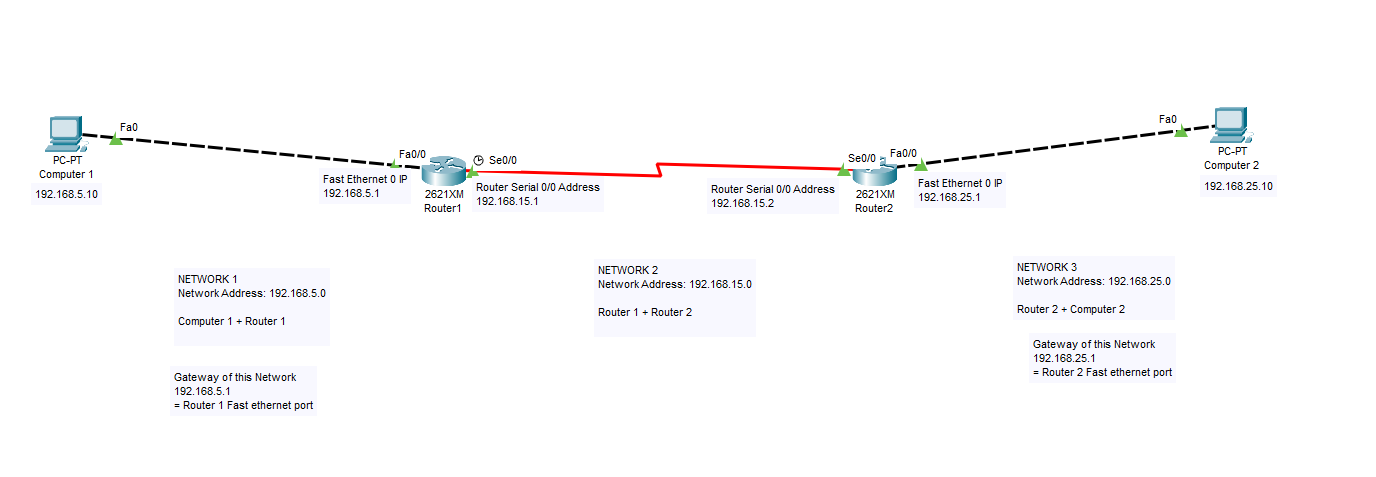 Fa0
PC-PT
Computer 1
192.168.5.10
Fa0/0
Fast Ethernet 0 IP
192.168.5.1
2621XM
Router1
Se0/0
Router Serial 0/0 Address
192.168.15.1
Router Serial 0/0 Address
192.168.15.2
Se0/0
Fa0/0
2621XM
Router2
Fast Ethernet 0 IP
192.168.25.1
Fa0
PC-PT
Computer 2
192.168.25.10
NETWORK 1
Network Address: 192.168.5.0
Computer 1 + Router 1
Gateway of this Network
192.168.5.1
= Router 1 Fast ethernet port
NETWORK 2
Network Address: 192.168.15.0
Router 1 + Router 2
NETWORK 3
Network Address: 192.168.25.0
Router 2 + Computer 2
Gateway of this Network
192.168.25.1
= Router 2 Fast ethernet port